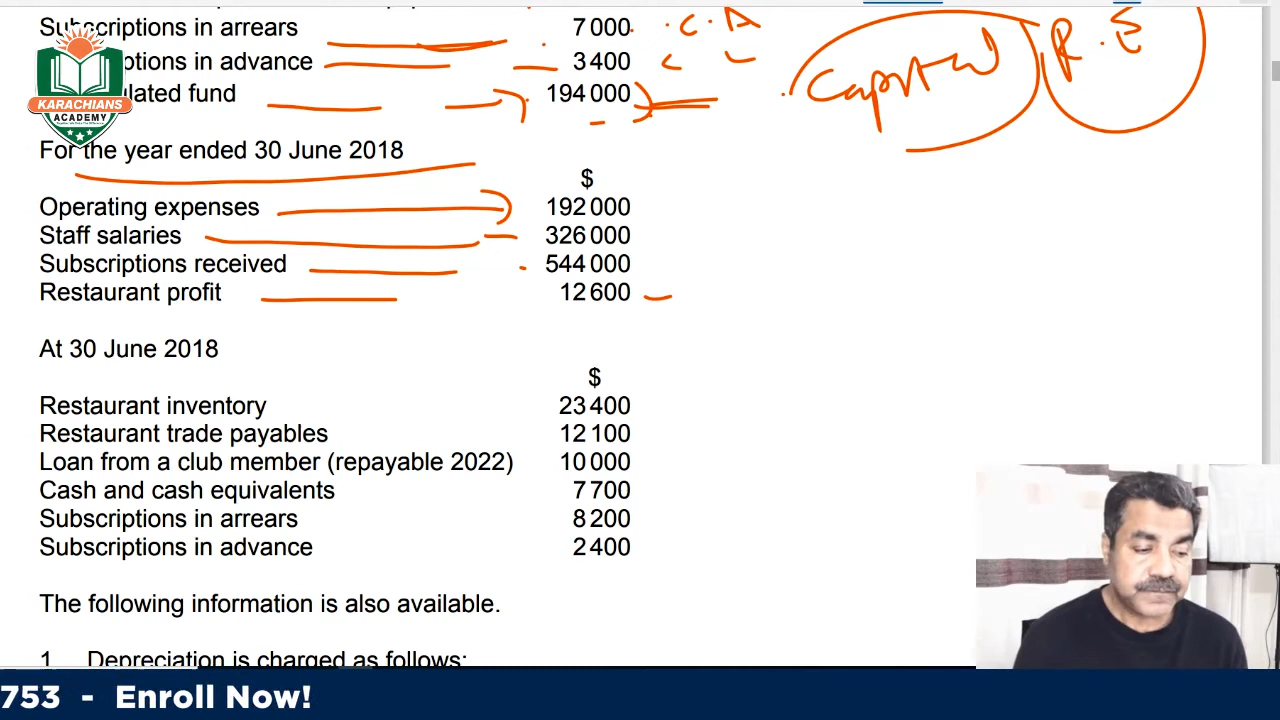 Subscriptions in arrears 7 000 . C . A
ptions in advance 3 400 C L
ulated fund 194 000 Capital R . E
KARACHIANS
ACADEMY
For the year ended 30 June 2018
$
Operating expenses 192 000
Staff salaries 326 000
Subscriptions received 544 000
Restaurant profit 12 600
At 30 June 2018
$
Restaurant inventory 23 400
Restaurant trade payables 12 100
Loan from a club member (repayable 2022) 10 000
Cash and cash equivalents 7 700
Subscriptions in arrears 8 200
Subscriptions in advance 2 400
The following information is also available.
1 Depreciation is charged as follows:
753 - Enroll Now!